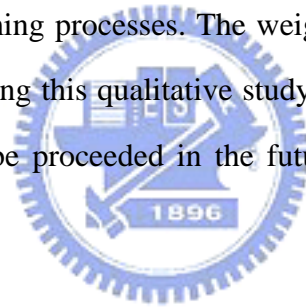 ning processes. The weig
ing this qualitative study
be proceeded in the futu
1896